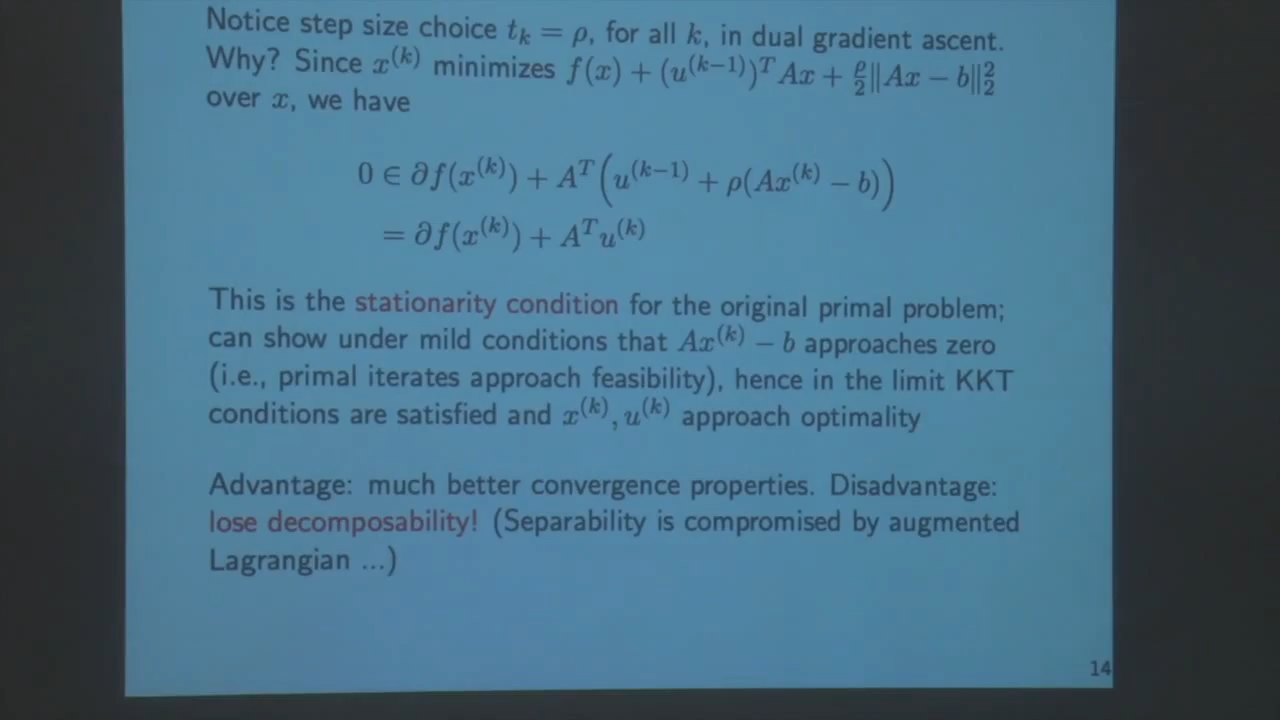 Notice step size choice $t_k = \rho$, for all $k$, in dual gradient ascent.
Why? Since $x^{(k)}$ minimizes $f(x) + (u^{(k-1)})^T Ax + \frac{\rho}{2}\|Ax - b\|_2^2$
over $x$, we have
$0 \in \partial f(x^{(k)}) + A^T\left(u^{(k-1)} + \rho(Ax^{(k)} - b)\right)$
$= \partial f(x^{(k)}) + A^T u^{(k)}$
This is the stationarity condition for the original primal problem;
can show under mild conditions that $Ax^{(k)} - b$ approaches zero
(i.e., primal iterates approach feasibility), hence in the limit KKT
conditions are satisfied and $x^{(k)}, u^{(k)}$ approach optimality
Advantage: much better convergence properties. Disadvantage:
lose decomposability! (Separability is compromised by augmented
Lagrangian ...)
14